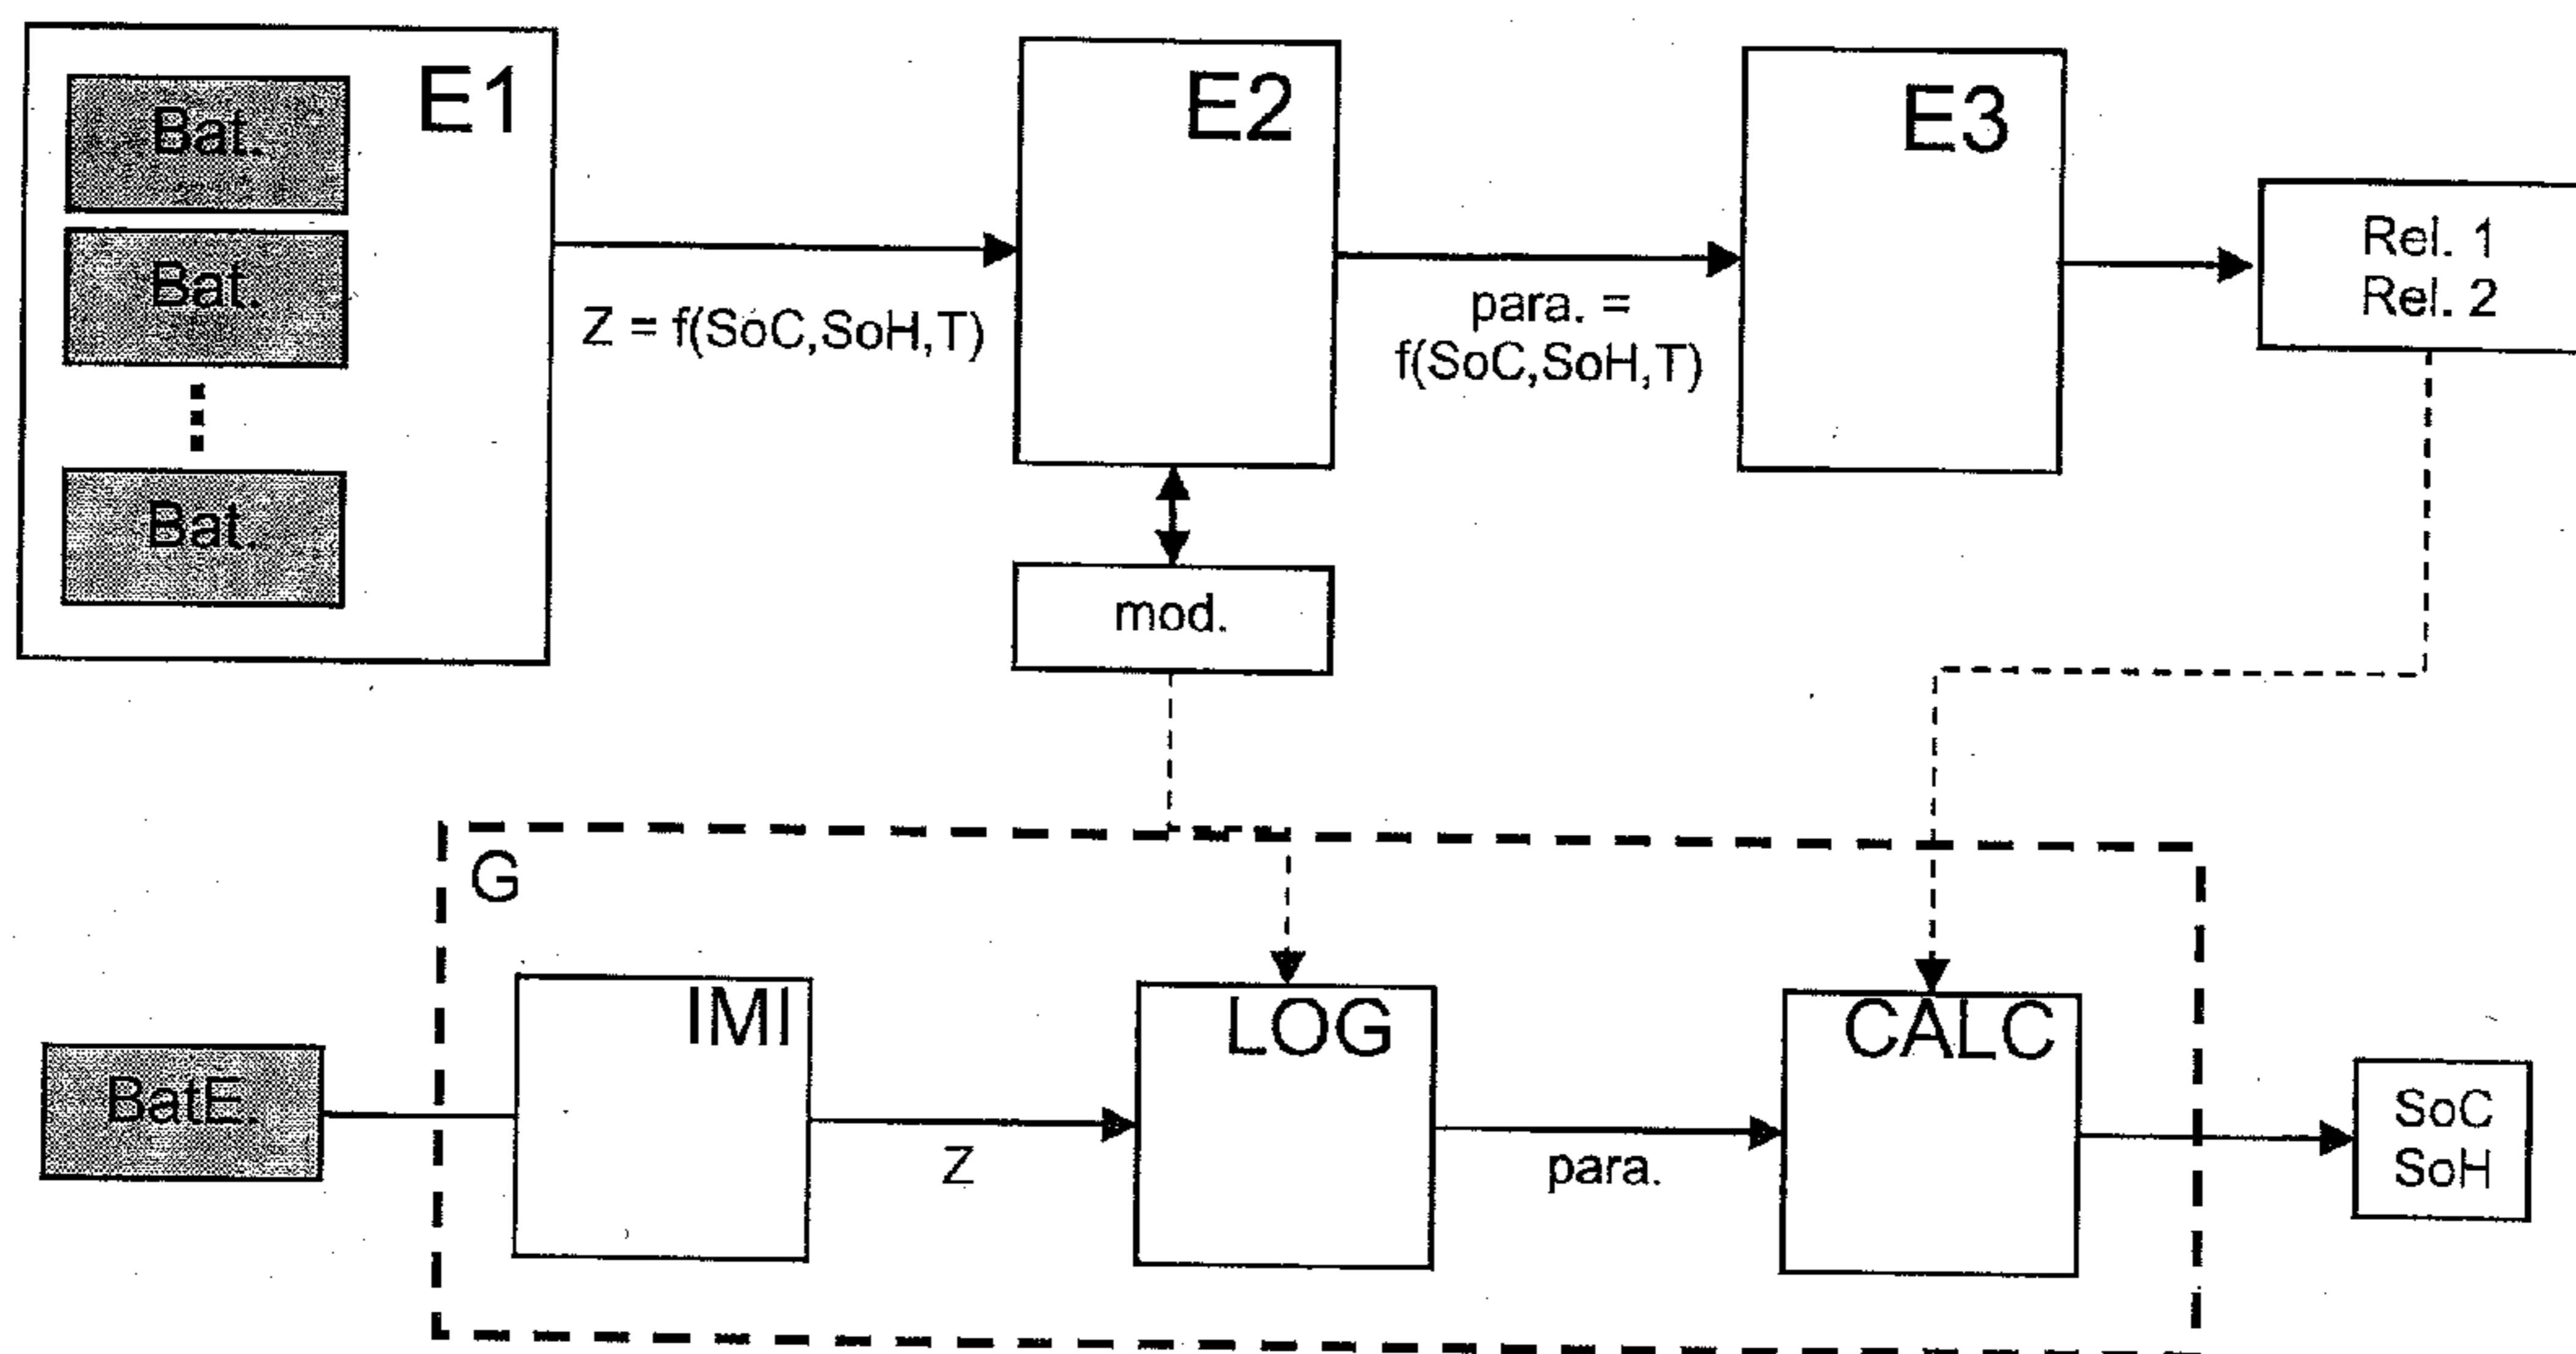 E1
Bat.
Bat.
Bat.
Z = f(SoC,SoH,T)
E2
mod.
para. =
f(SoC,SoH,T)
E3
Rel. 1
Rel. 2
G
BatE.
IMI
Z
LOG
para.
CALC
SoC
SoH